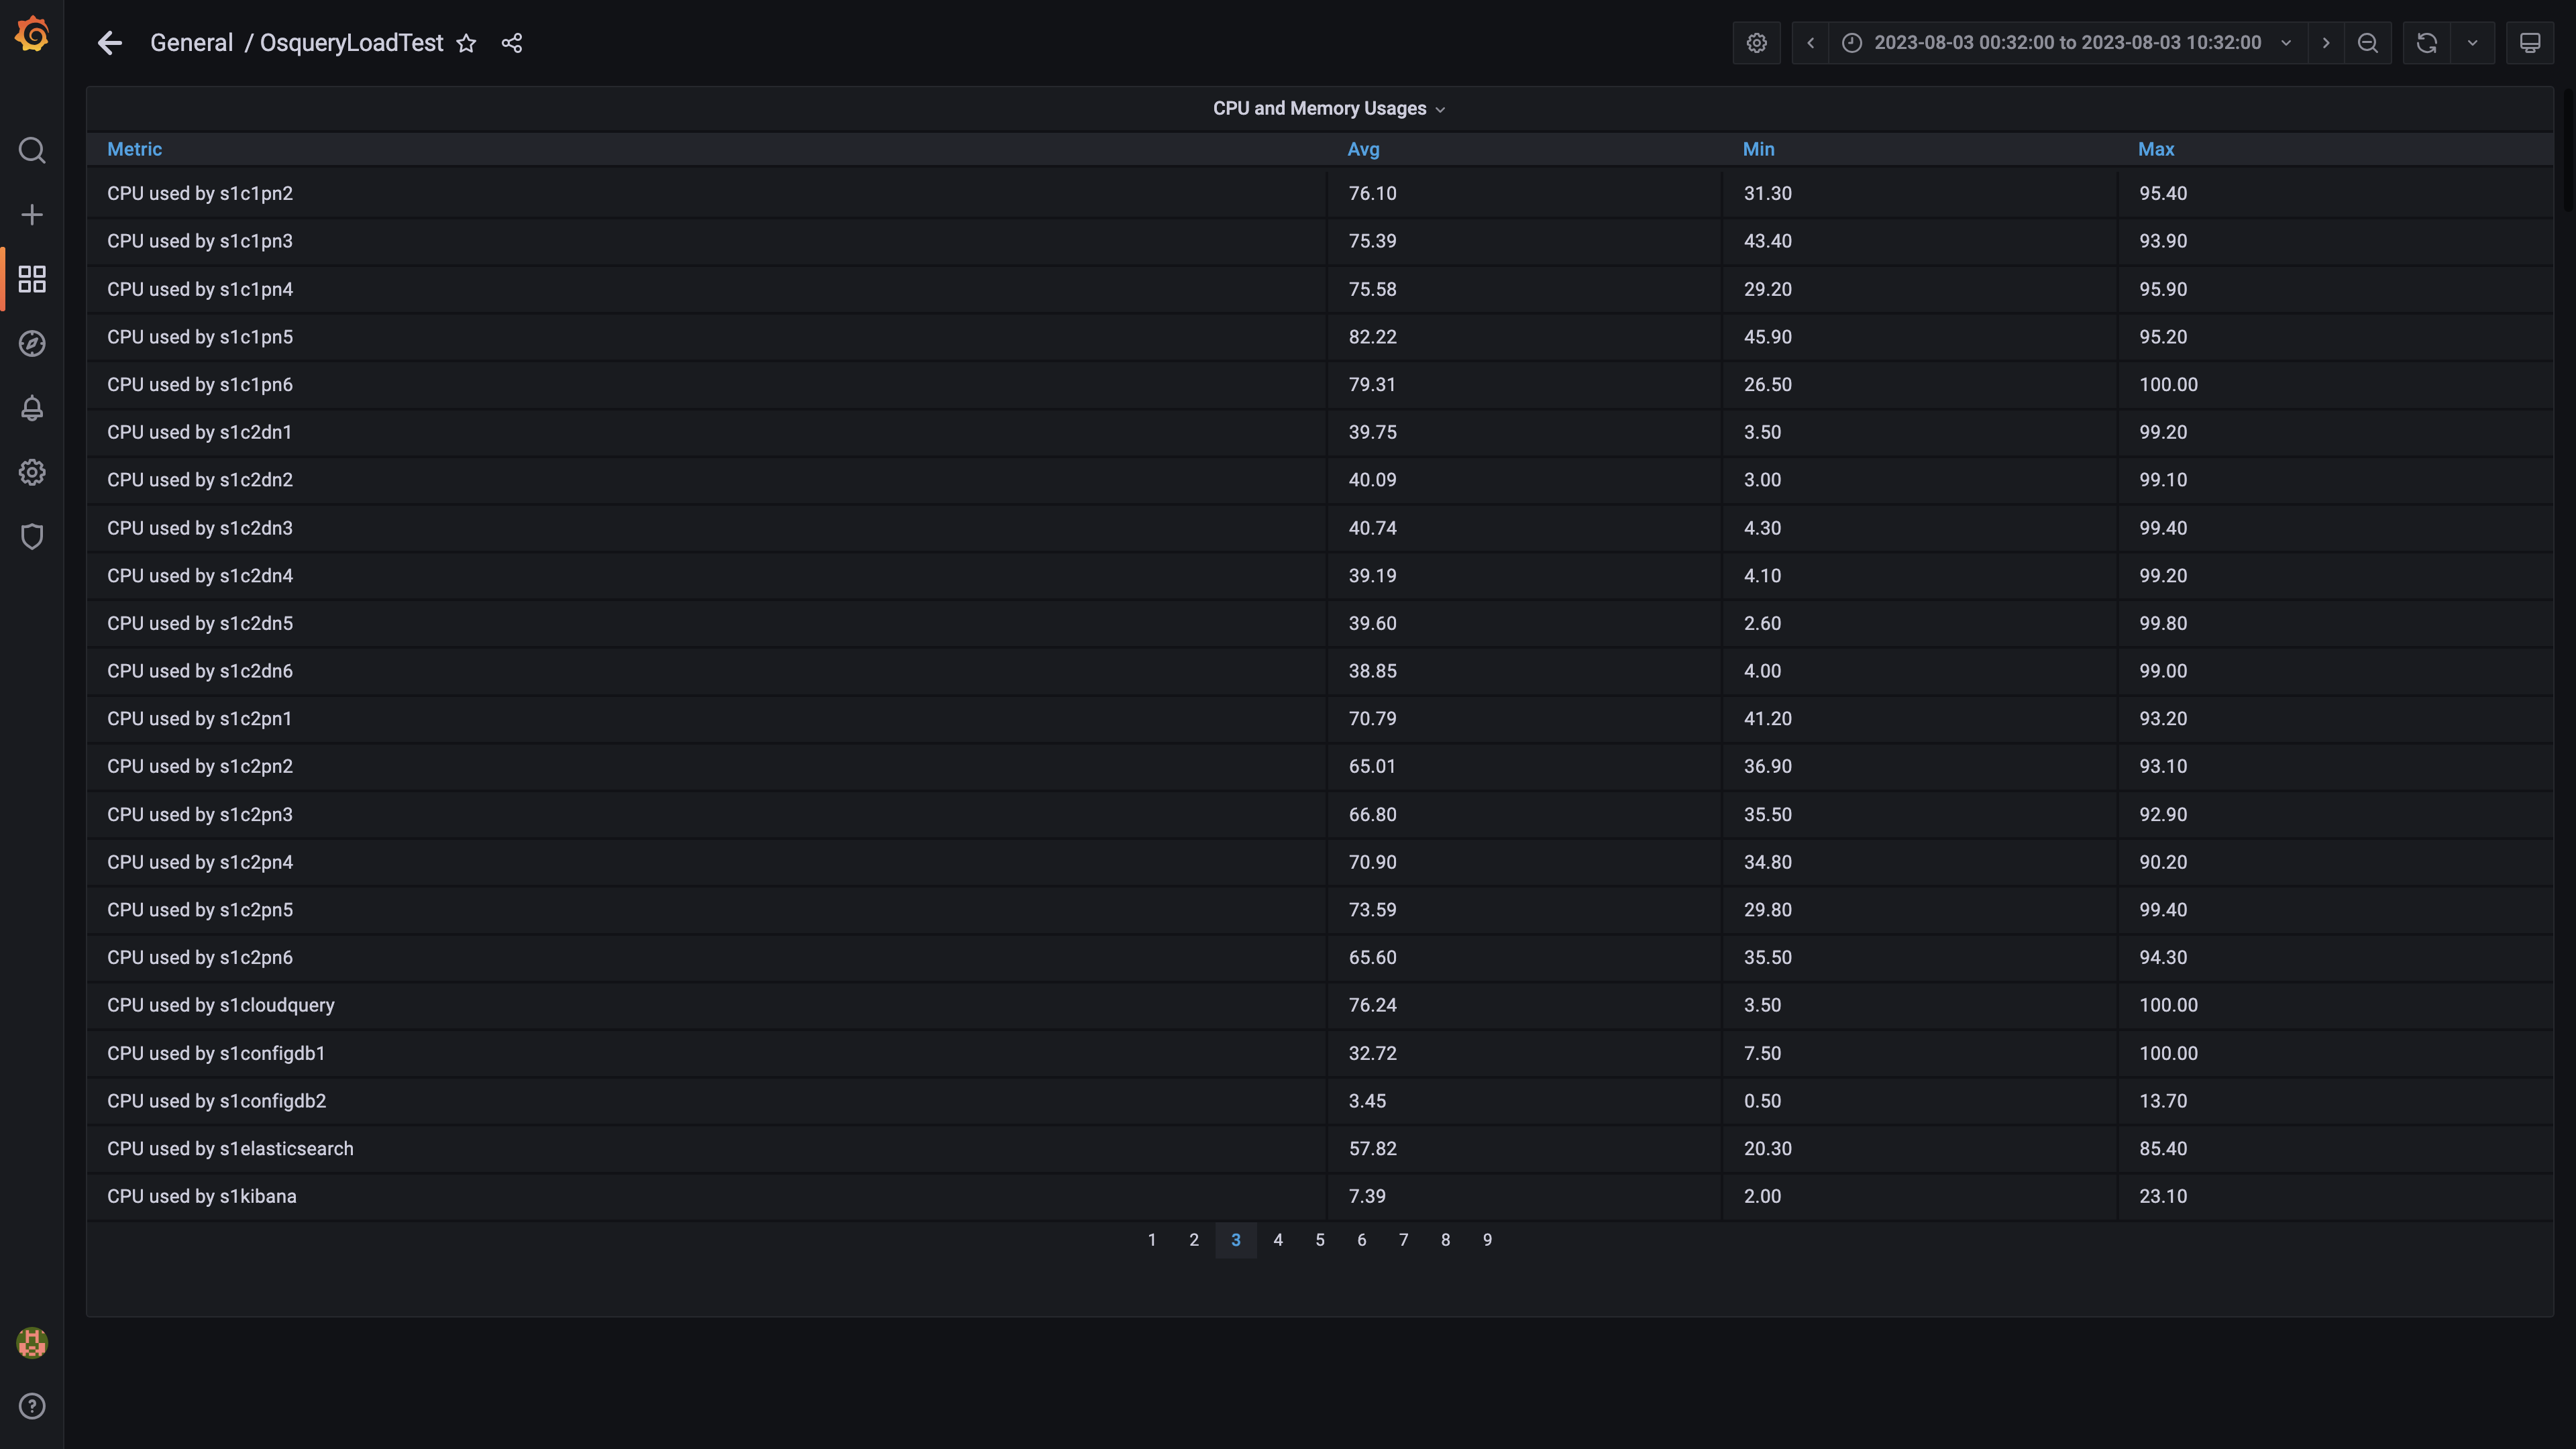 General / OsqueryLoadTest
2023-08-03 00:32:00 to 2023-08-03 10:32:00
CPU and Memory Usages
Metric Avg Min Max
CPU used by s1c1pn2 76.10 31.30 95.40
CPU used by s1c1pn3 75.39 43.40 93.90
CPU used by s1c1pn4 75.58 29.20 95.90
CPU used by s1c1pn5 82.22 45.90 95.20
CPU used by s1c1pn6 79.31 26.50 100.00
CPU used by s1c2dn1 39.75 3.50 99.20
CPU used by s1c2dn2 40.09 3.00 99.10
CPU used by s1c2dn3 40.74 4.30 99.40
CPU used by s1c2dn4 39.19 4.10 99.20
CPU used by s1c2dn5 39.60 2.60 99.80
CPU used by s1c2dn6 38.85 4.00 99.00
CPU used by s1c2pn1 70.79 41.20 93.20
CPU used by s1c2pn2 65.01 36.90 93.10
CPU used by s1c2pn3 66.80 35.50 92.90
CPU used by s1c2pn4 70.90 34.80 90.20
CPU used by s1c2pn5 73.59 29.80 99.40
CPU used by s1c2pn6 65.60 35.50 94.30
CPU used by s1cloudquery 76.24 3.50 100.00
CPU used by s1configdb1 32.72 7.50 100.00
CPU used by s1configdb2 3.45 0.50 13.70
CPU used by s1elasticsearch 57.82 20.30 85.40
CPU used by s1kibana 7.39 2.00 23.10
1 2 3 4 5 6 7 8 9